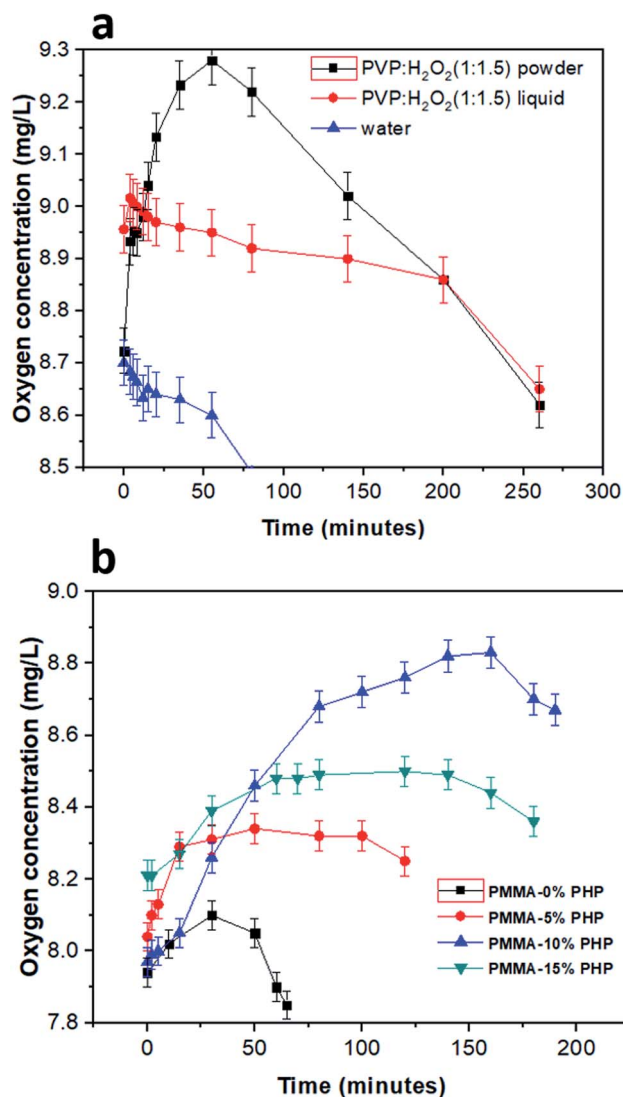 a
Oxygen concentration (mg/L)
9.3
9.2
9.1
9.0
8.9
8.8
8.7
8.6
8.5
PVP:H₂O₂(1:1.5) powder
PVP:H₂O₂(1:1.5) liquid
water
0 50 100 150 200 250 300
Time (minutes)
b
Oxygen concentration (mg/L)
9.0
8.8
8.6
8.4
8.2
8.0
7.8
PMMA-0% PHP
PMMA-5% PHP
PMMA-10% PHP
PMMA-15% PHP
0 50 100 150 200
Time (minutes)